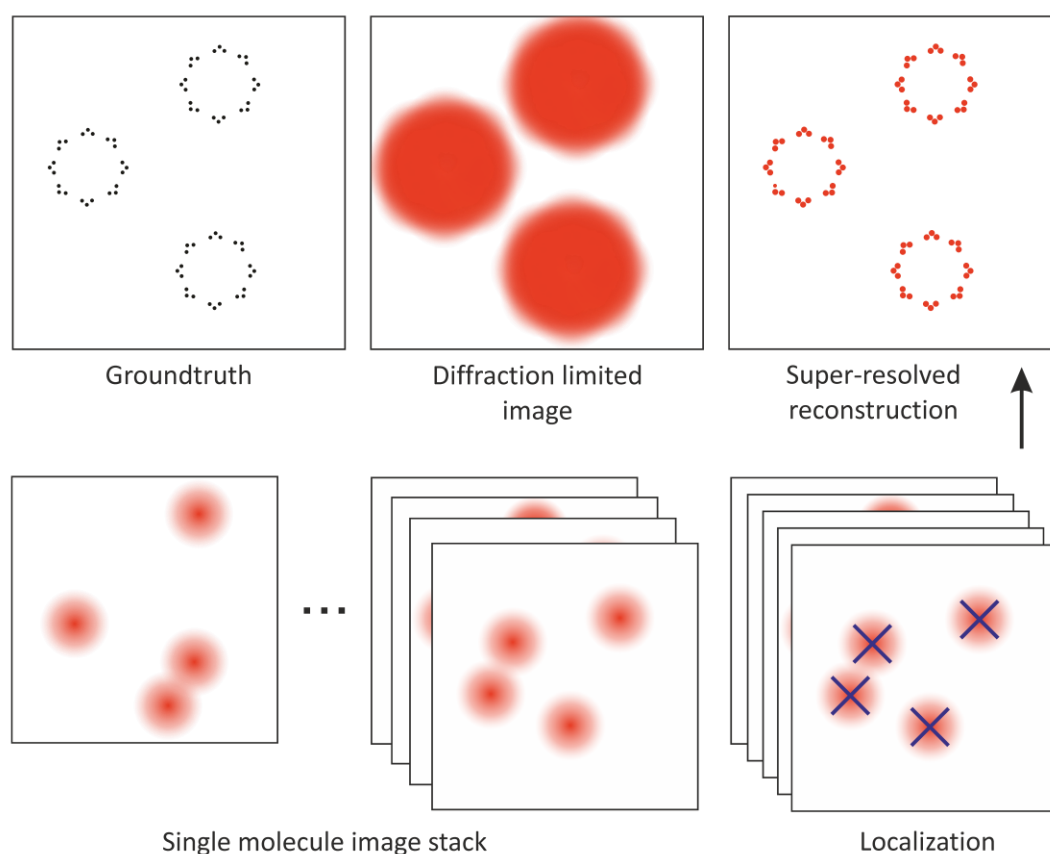 Groundtruth
Diffraction limited
image
Super-resolved
reconstruction
...
Single molecule image stack
Localization